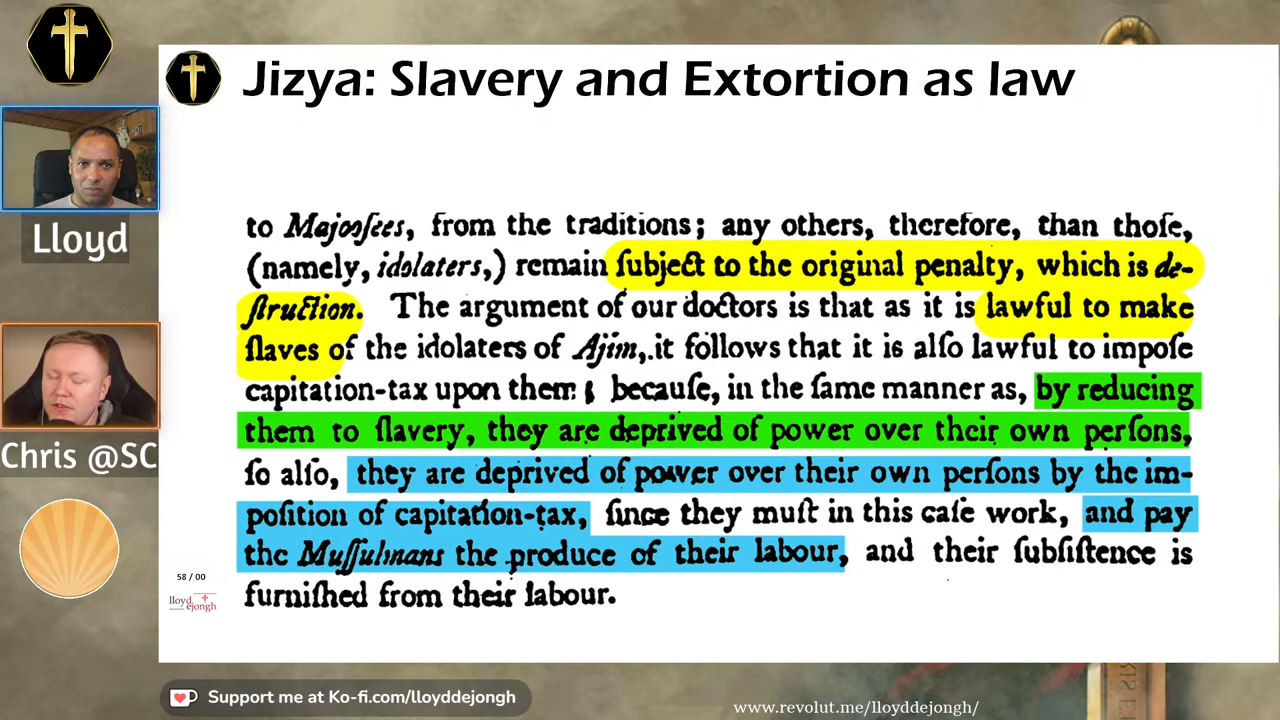 Jizya: Slavery and Extortion as law
Lloyd
Chris @SC
to Majooſees, from the traditions; any others, therefore, than thoſe,
(namely, idolaters,) remain ſubject to the original penalty, which is de-
ſtruction. The argument of our doctors is that as it is lawful to make
ſlaves of the idolaters of Ajim, it follows that it is alſo lawful to impoſe
capitation-tax upon them; becauſe, in the ſame manner as, by reducing
them to ſlavery, they are deprived of power over their own perſons,
ſo alſo, they are deprived of power over their own perſons by the im-
poſition of capitation-tax, ſince they muſt in this caſe work, and pay
the Muſſulmans the produce of their labour, and their ſubſiſtence is
furniſhed from their labour.
58 / 00
lloyd
dejongh
Support me at Ko-fi.com/lloyddejongh
www.revolut.me/lloyddejongh/